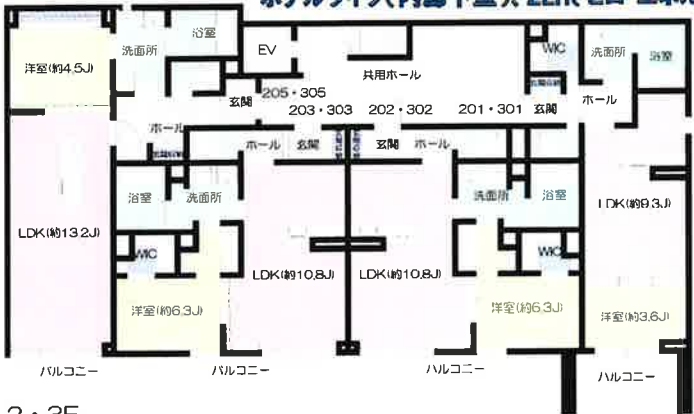 浴室
洗面所
EV
WIC
洗面所
浴室
洋室(約4.5J)
共用ホール
玄関
205・305
203・303
202・302
201・301
玄関
ホール
ホール
ホール
玄関
玄関
ホール
浴室
洗面所
洗面所
浴室
LDK(約9.3J)
LDK(約13.2J)
WIC
WIC
LDK(約10.8J)
LDK(約10.8J)
洋室(約6.3J)
洋室(約6.3J)
洋室(約3.6J)
バルコニー
バルコニー
バルコニー
バルコニー
2・3F